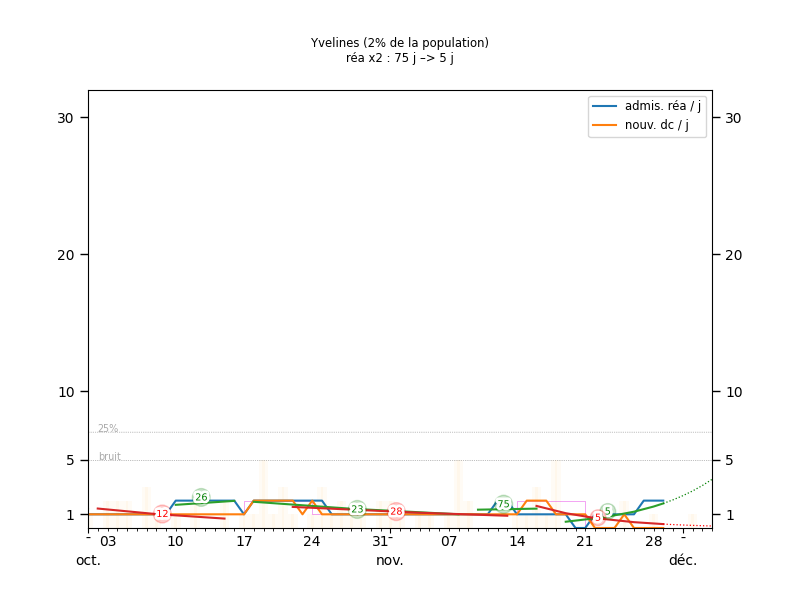 Yvelines (2% de la population)
réa x2 : 75 j –> 5 j
admis. réa / j
nouv. dc / j
30 30
20 20
10 10
25%
5 bruit 5
1 1
12 26 23 28 75 5 5
- 03 10 17 24 31 - 07 14 21 28 -
oct. nov. déc.